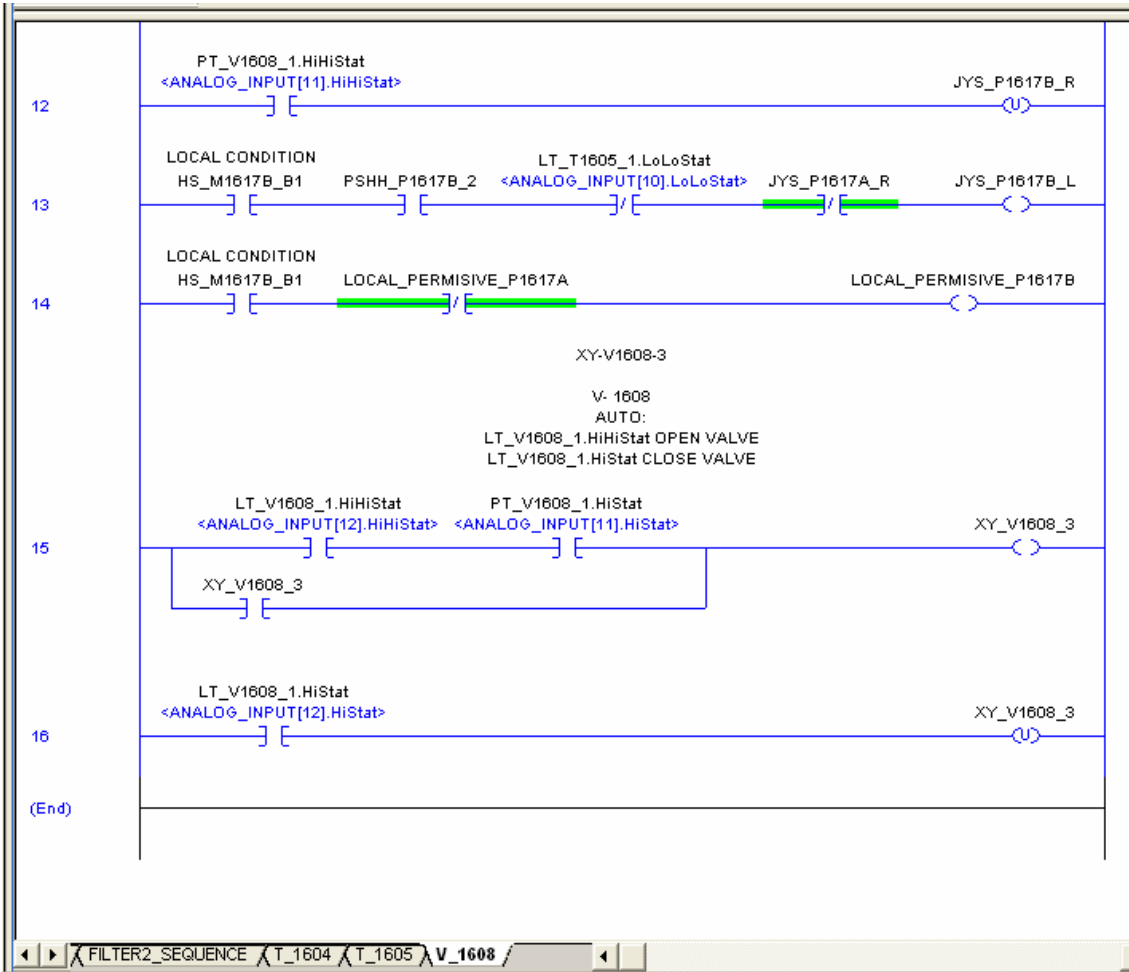 PT_V1608_1.HiHiStat
<ANALOG_INPUT[11].HiHiStat>
JYS_P1617B_R
12
U
LOCAL CONDITION
HS_M1617B_B1
PSHH_P1617B_2
LT_T1605_1.LoLoStat
<ANALOG_INPUT[10].LoLoStat>
JYS_P1617A_R
JYS_P1617B_L
13
LOCAL CONDITION
HS_M1617B_B1
LOCAL_PERMISIVE_P1617A
LOCAL_PERMISIVE_P1617B
14
XY-V1608-3
V- 1608
AUTO:
LT_V1608_1.HiHiStat OPEN VALVE
LT_V1608_1.HiStat CLOSE VALVE
LT_V1608_1.HiHiStat
<ANALOG_INPUT[12].HiHiStat>
PT_V1608_1.HiStat
<ANALOG_INPUT[11].HiStat>
XY_V1608_3
15
XY_V1608_3
LT_V1608_1.HiStat
<ANALOG_INPUT[12].HiStat>
XY_V1608_3
16
U
(End)
FILTER2_SEQUENCE
T_1604
T_1605
V_1608